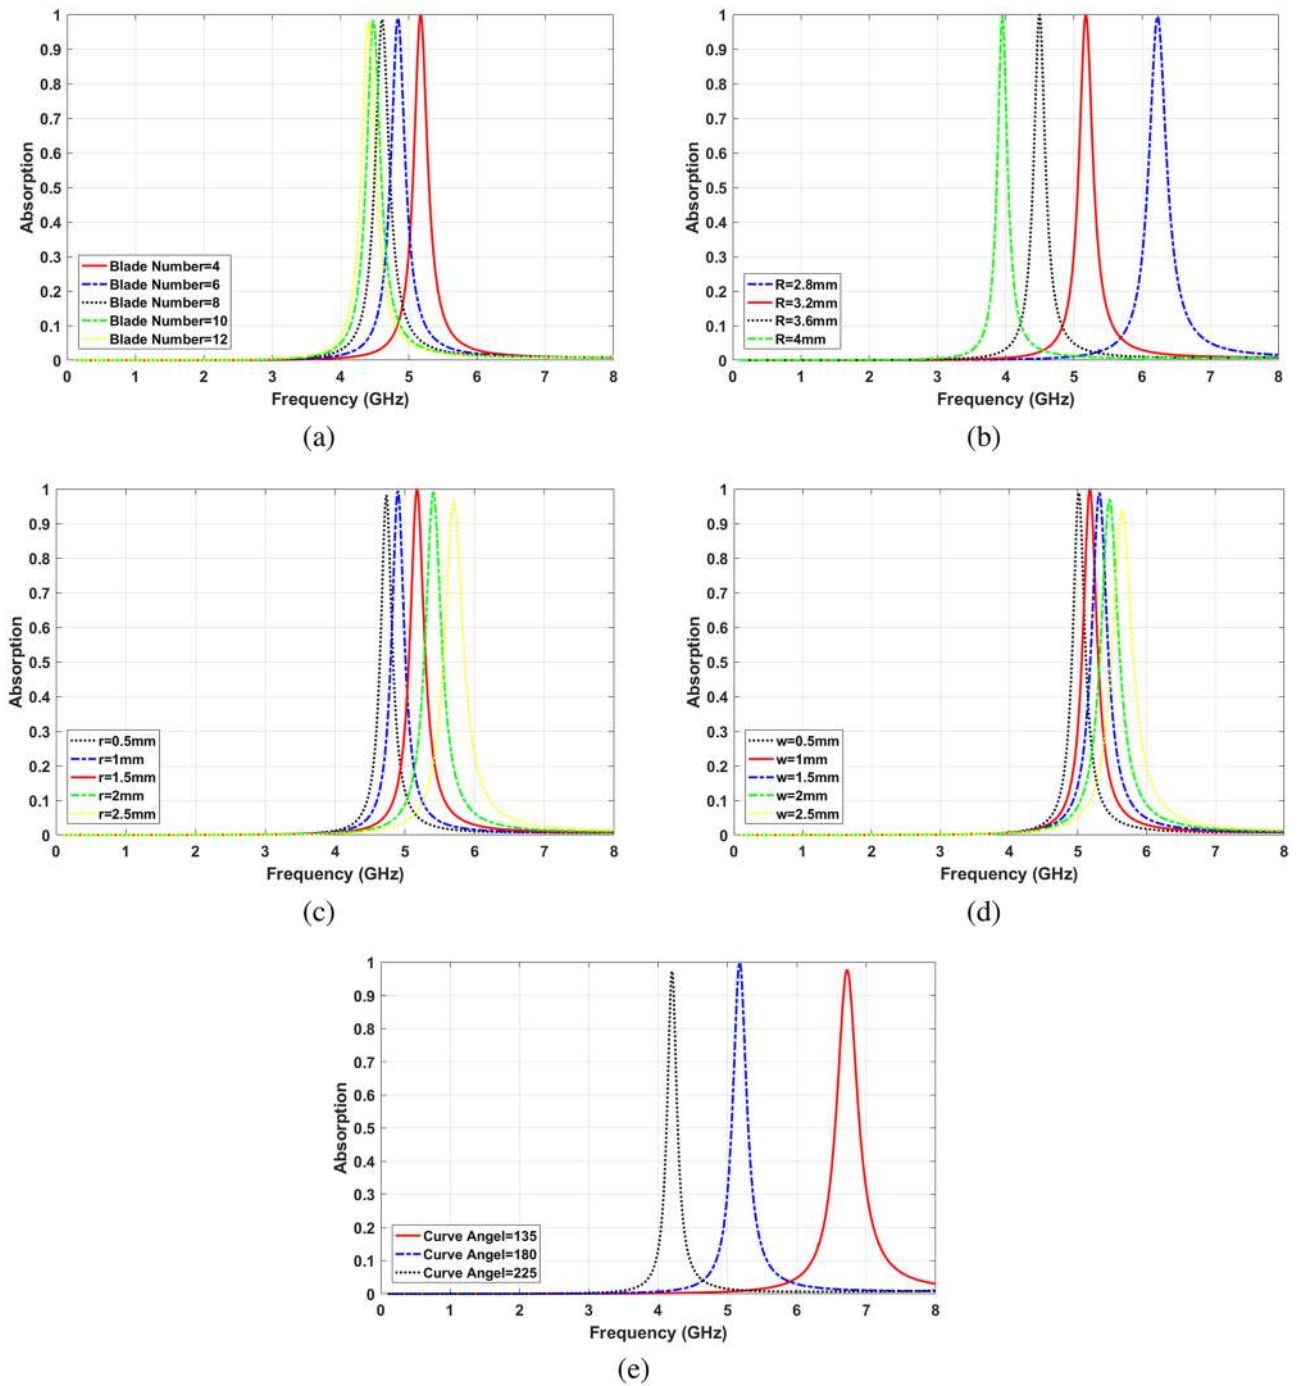 1
0.9
0.8
0.7
0.6
0.5
0.4
0.3
0.2
0.1
0
Absorption
Blade Number=4
Blade Number=6
Blade Number=8
Blade Number=10
Blade Number=12
0 1 2 3 4 5 6 7 8
Frequency (GHz)
(a)
1
0.9
0.8
0.7
0.6
0.5
0.4
0.3
0.2
0.1
0
Absorption
R=2.8mm
R=3.2mm
R=3.6mm
R=4mm
0 1 2 3 4 5 6 7 8
Frequency (GHz)
(b)
1
0.9
0.8
0.7
0.6
0.5
0.4
0.3
0.2
0.1
0
Absorption
r=0.5mm
r=1mm
r=1.5mm
r=2mm
r=2.5mm
0 1 2 3 4 5 6 7 8
Frequency (GHz)
(c)
1
0.9
0.8
0.7
0.6
0.5
0.4
0.3
0.2
0.1
0
Absorption
w=0.5mm
w=1mm
w=1.5mm
w=2mm
w=2.5mm
0 1 2 3 4 5 6 7 8
Frequency (GHz)
(d)
1
0.9
0.8
0.7
0.6
0.5
0.4
0.3
0.2
0.1
0
Absorption
Curve Angel=135
Curve Angel=180
Curve Angel=225
0 1 2 3 4 5 6 7 8
Frequency (GHz)
(e)